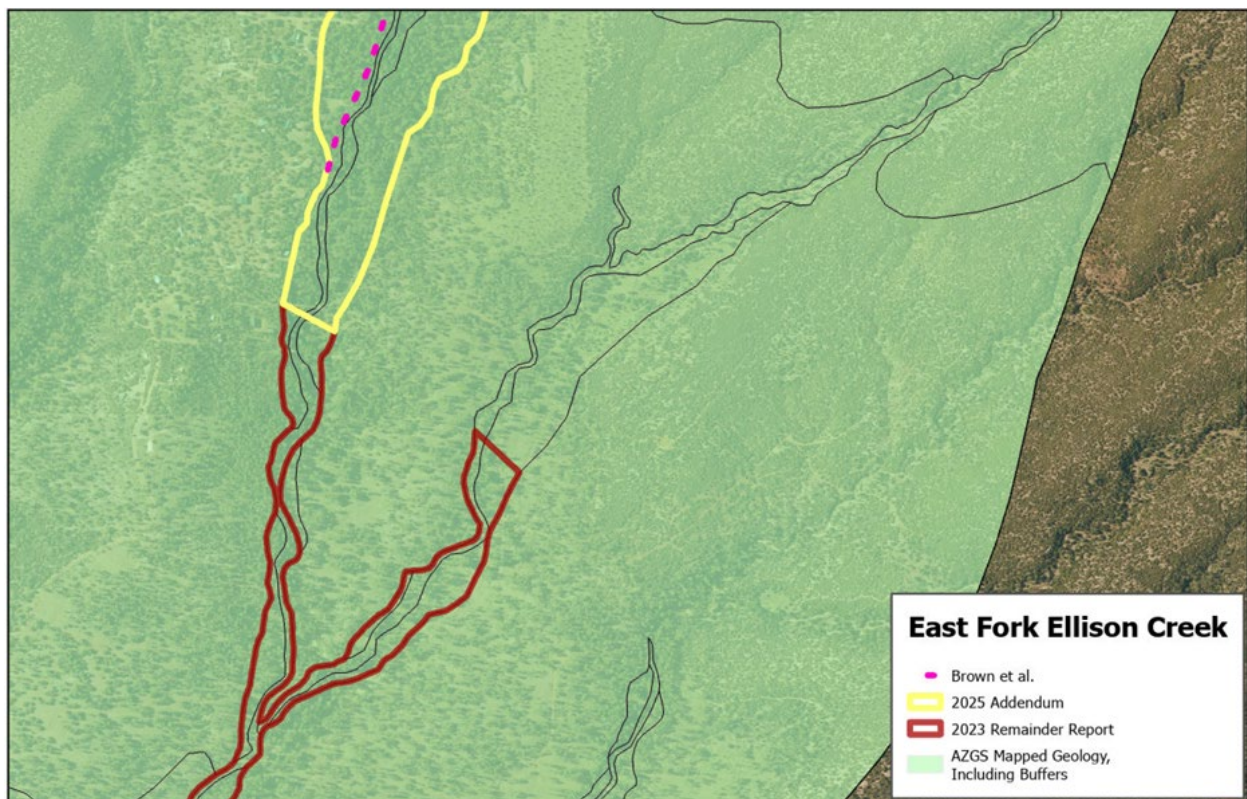 East Fork Ellison Creek
Brown et al.
2025 Addendum
2023 Remainder Report
AZGS Mapped Geology,
Including Buffers